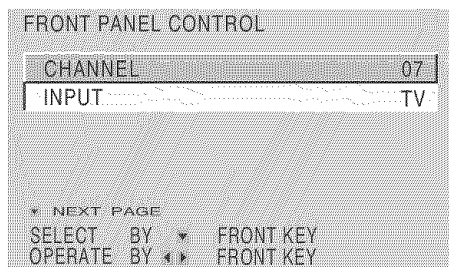 FRONT PANEL CONTROL
CHANNEL 07
INPUT TV
▼ NEXT PAGE
SELECT BY ▼ FRONT KEY
OPERATE BY ◀▶ FRONT KEY